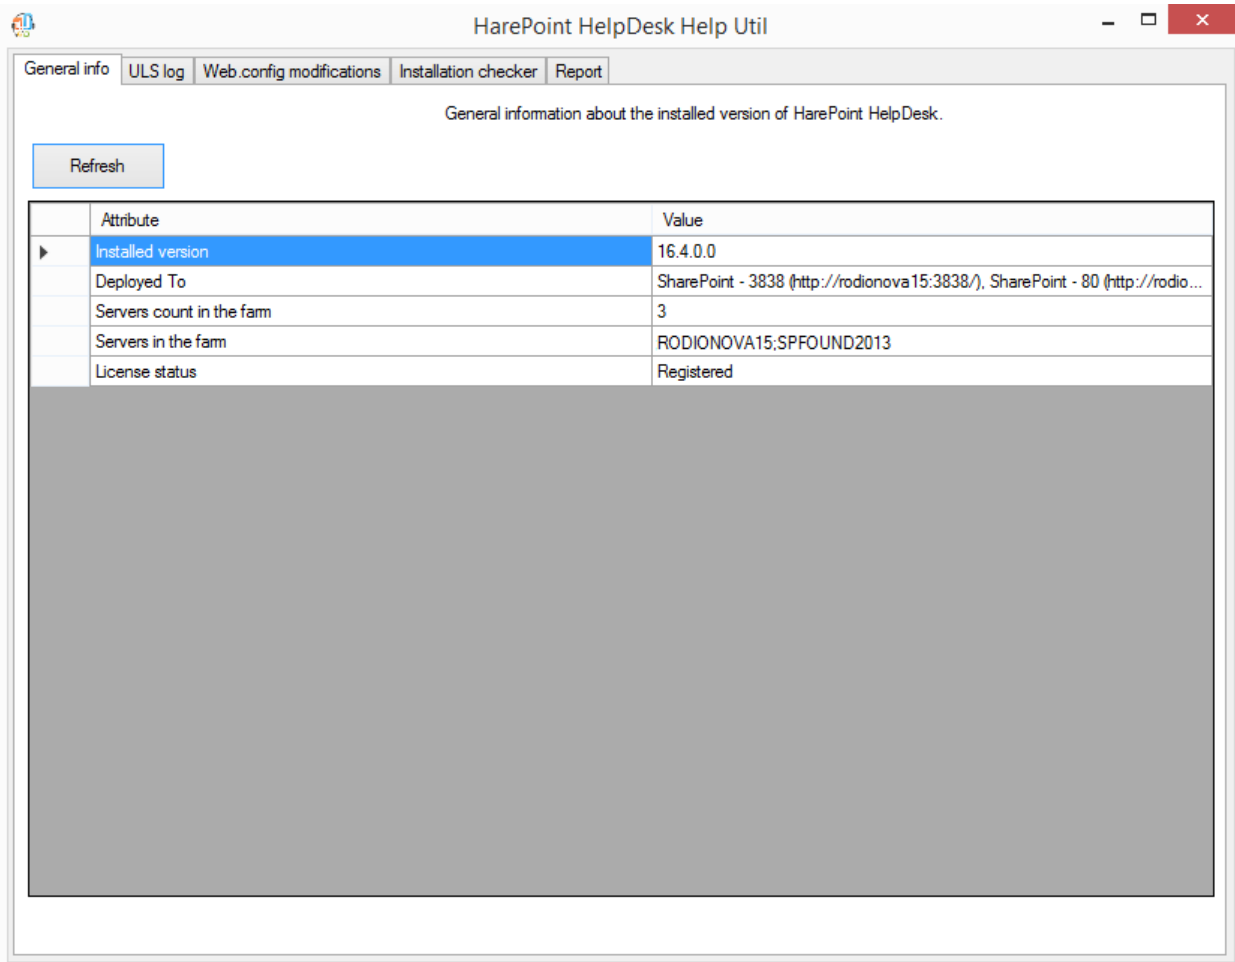 HarePoint HelpDesk Help Util
General info ULS log Web.config modifications Installation checker Report
General information about the installed version of HarePoint HelpDesk.
Refresh
Attribute Value
Installed version 16.4.0.0
Deployed To SharePoint - 3838 (http://rodionova15:3838/), SharePoint - 80 (http://rodio...
Servers count in the farm 3
Servers in the farm RODIONOVA15;SPFOUND2013
License status Registered